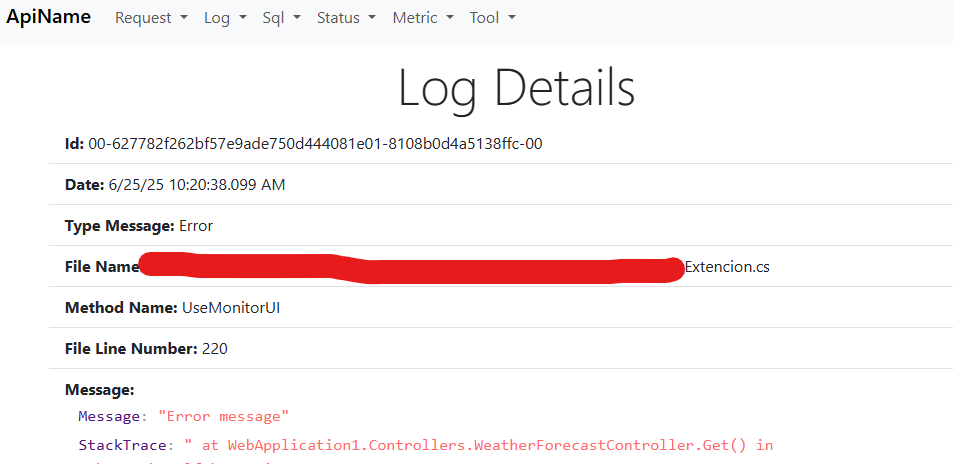 ApiName Request Log Sql Status Metric Tool
Log Details
Id: 00-627782f262bf57e9ade750d444081e01-8108b0d4a5138ffc-00
Date: 6/25/25 10:20:38.099 AM
Type Message: Error
File Name Extencion.cs
Method Name: UseMonitorUI
File Line Number: 220
Message:
Message: "Error message"
StackTrace: " at WebApplication1.Controllers.WeatherForecastController.Get() in